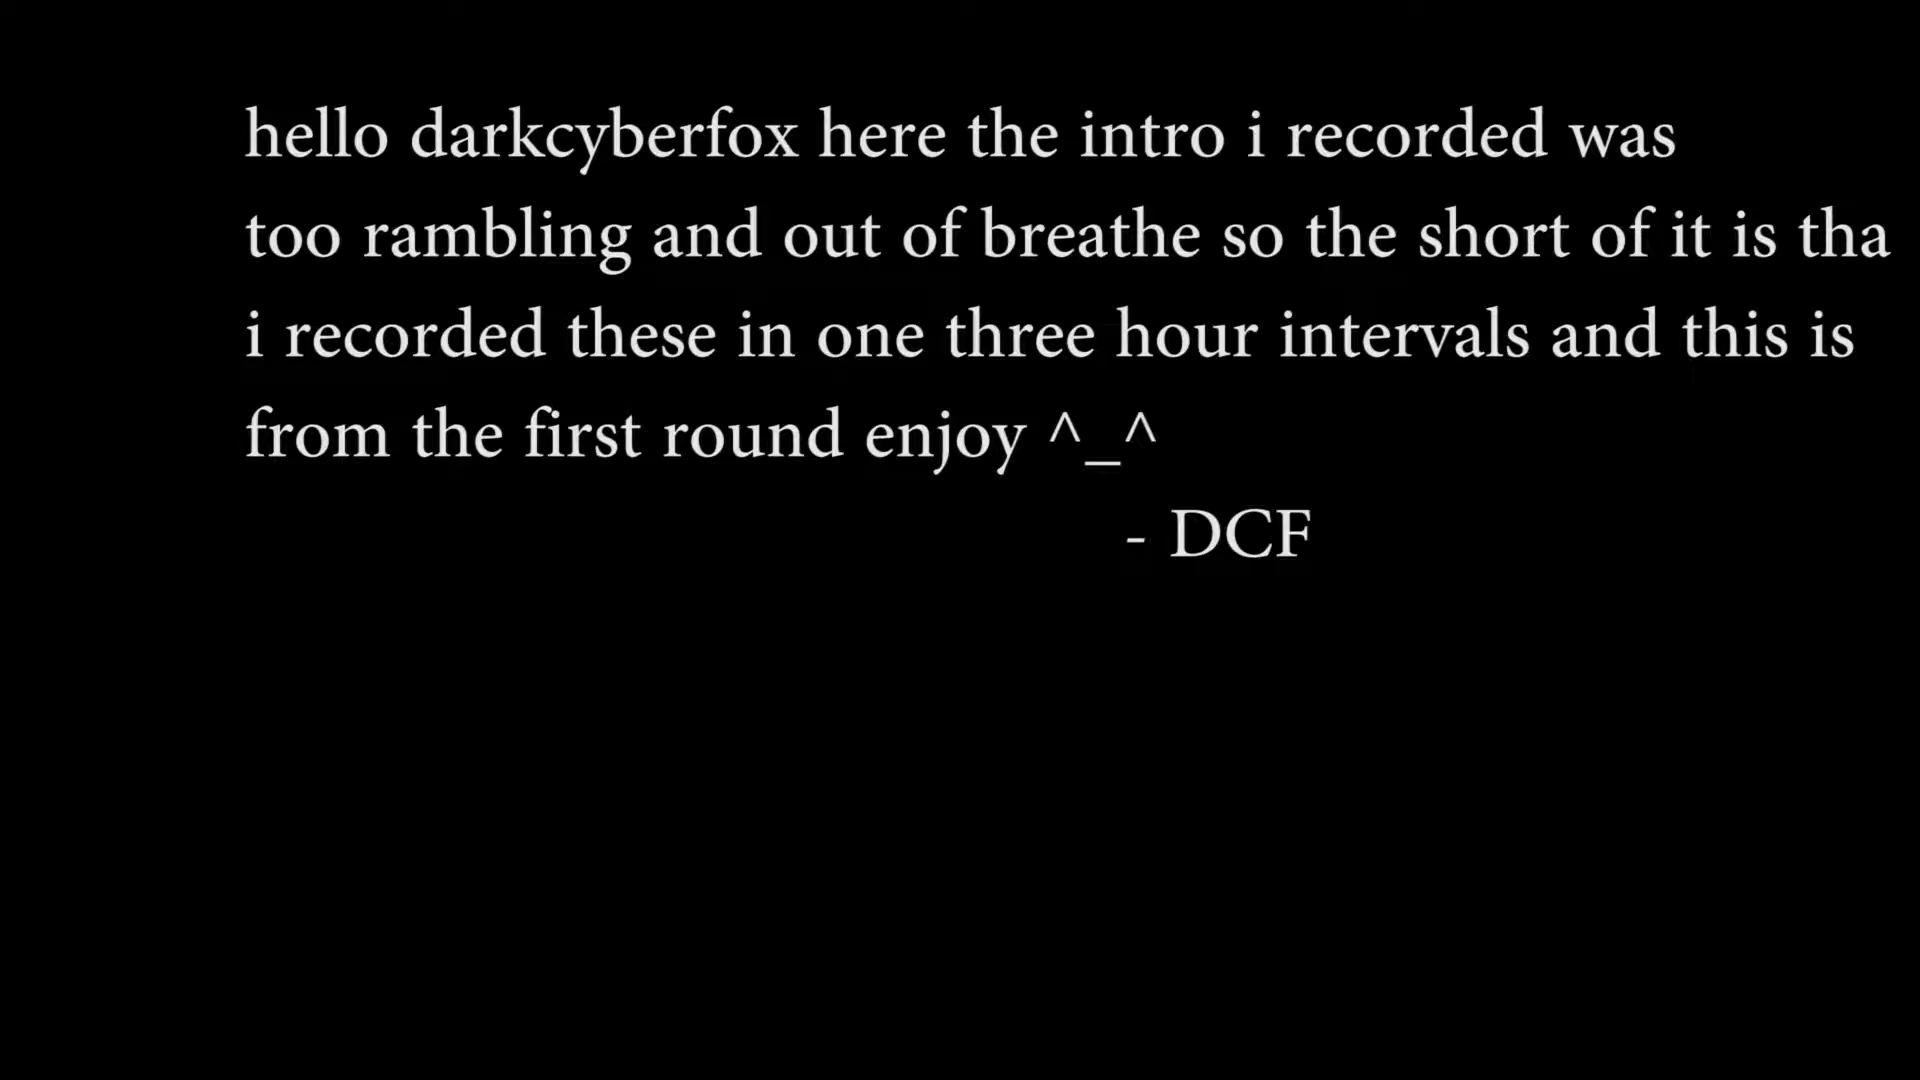 hello darkcyberfox here the intro i recorded was
too rambling and out of breathe so the short of it is tha
i recorded these in one three hour intervals and this is
from the first round enjoy ^_^
- DCF